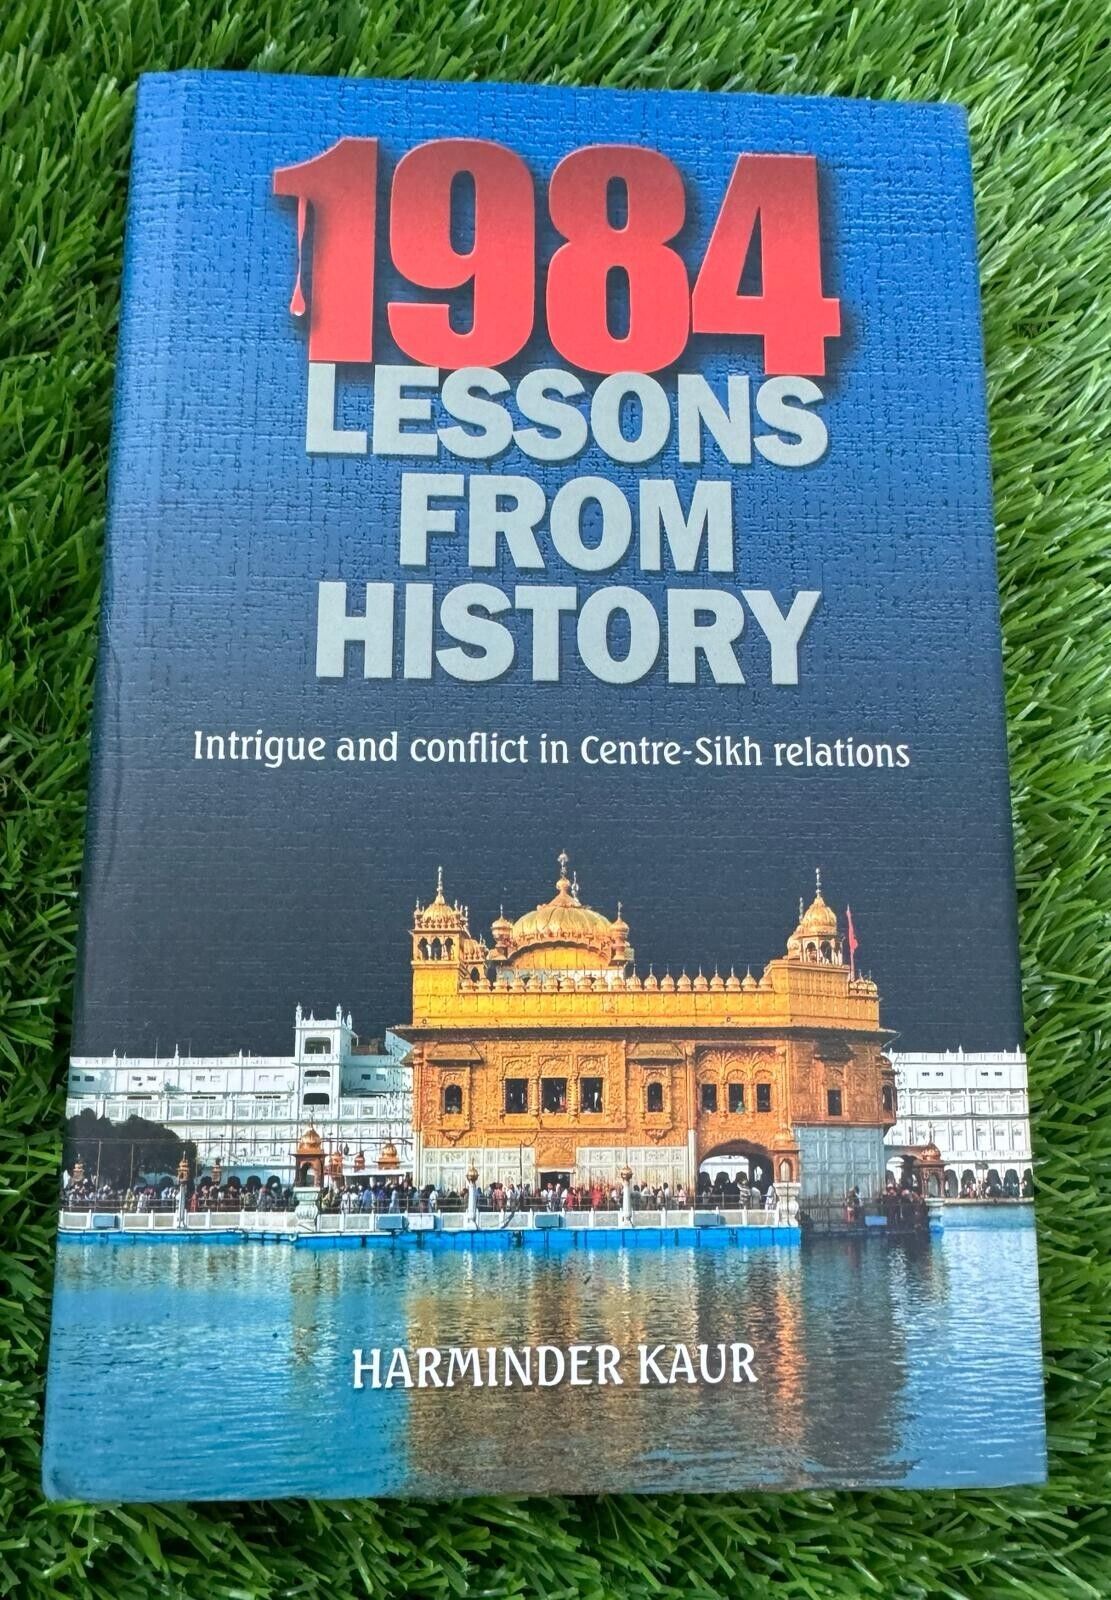 1984
LESSONS
FROM
HISTORY
Intrigue and conflict in Centre-Sikh relations
HARMINDER KAUR